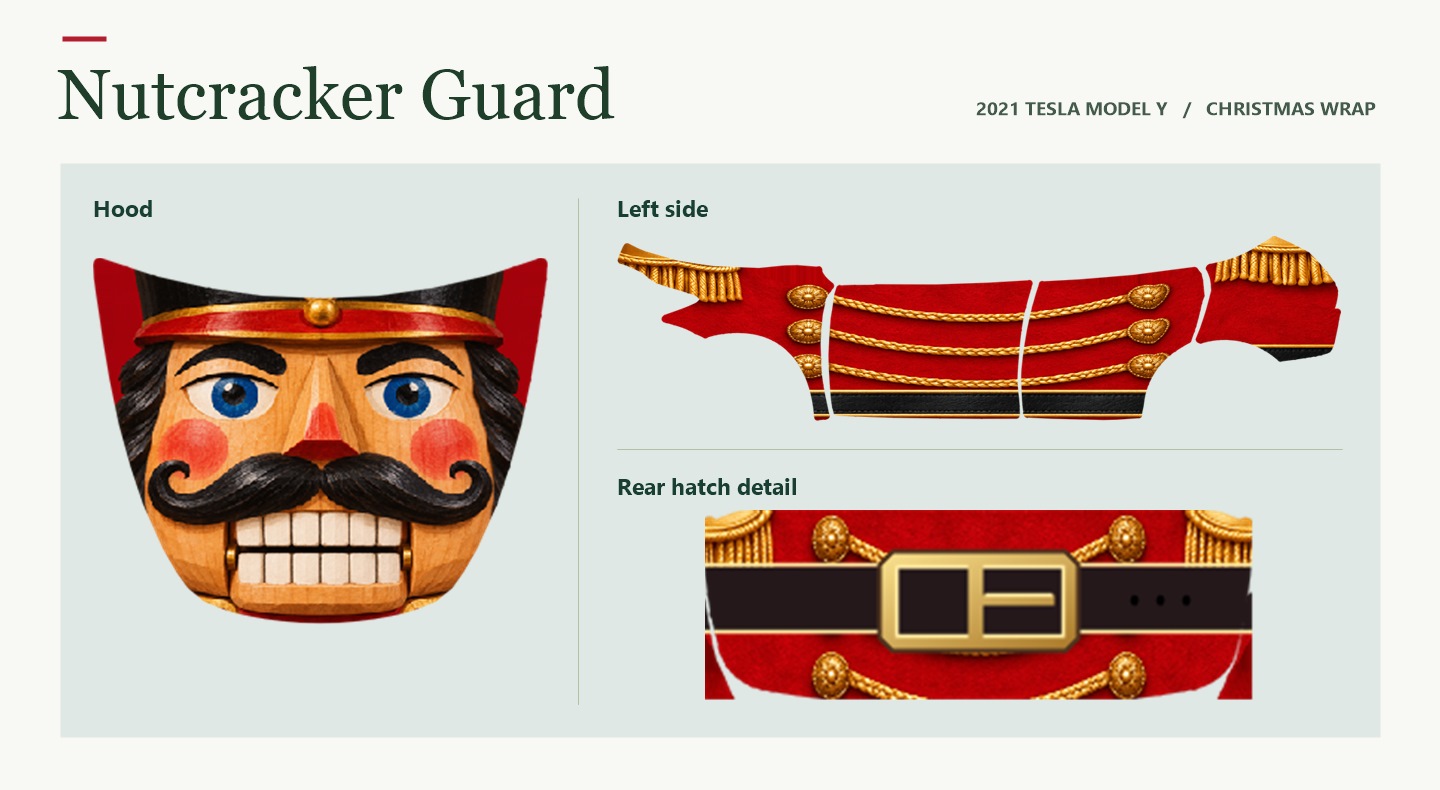 Nutcracker Guard
2021 TESLA MODEL Y / CHRISTMAS WRAP
Hood
Left side
Rear hatch detail